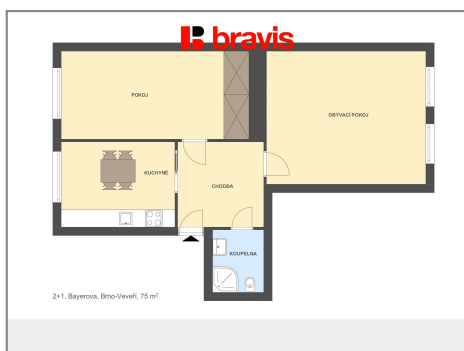 bravis
POKOJ
OBÝVACÍ POKOJ
KUCHYNĚ
CHODBA
KOUPELNA
2+1, Bayerova, Brno-Veveří, 75 m²